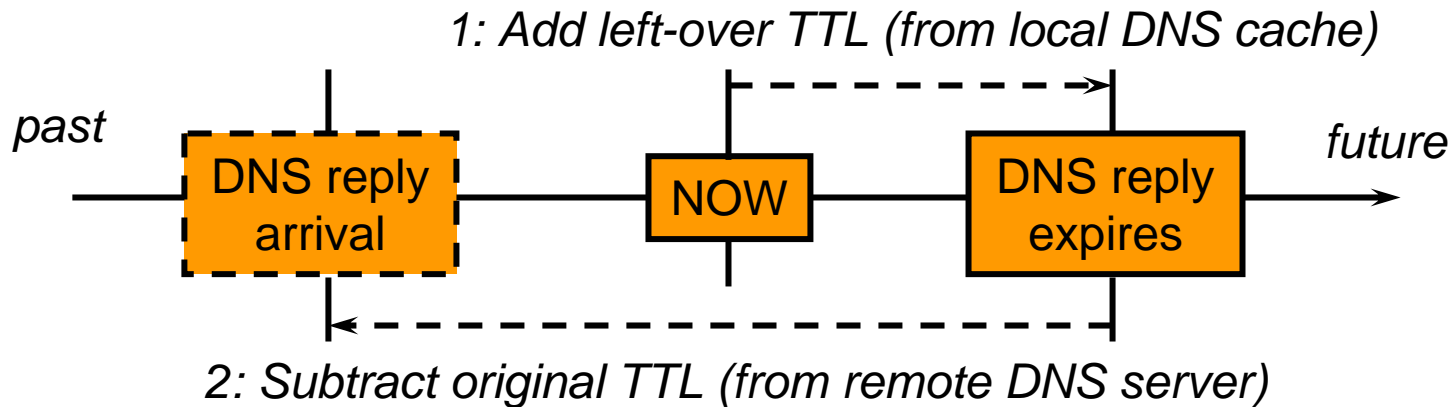 1: Add left-over TTL (from local DNS cache)
past
future
DNS reply
arrival
NOW
DNS reply
expires
2: Subtract original TTL (from remote DNS server)